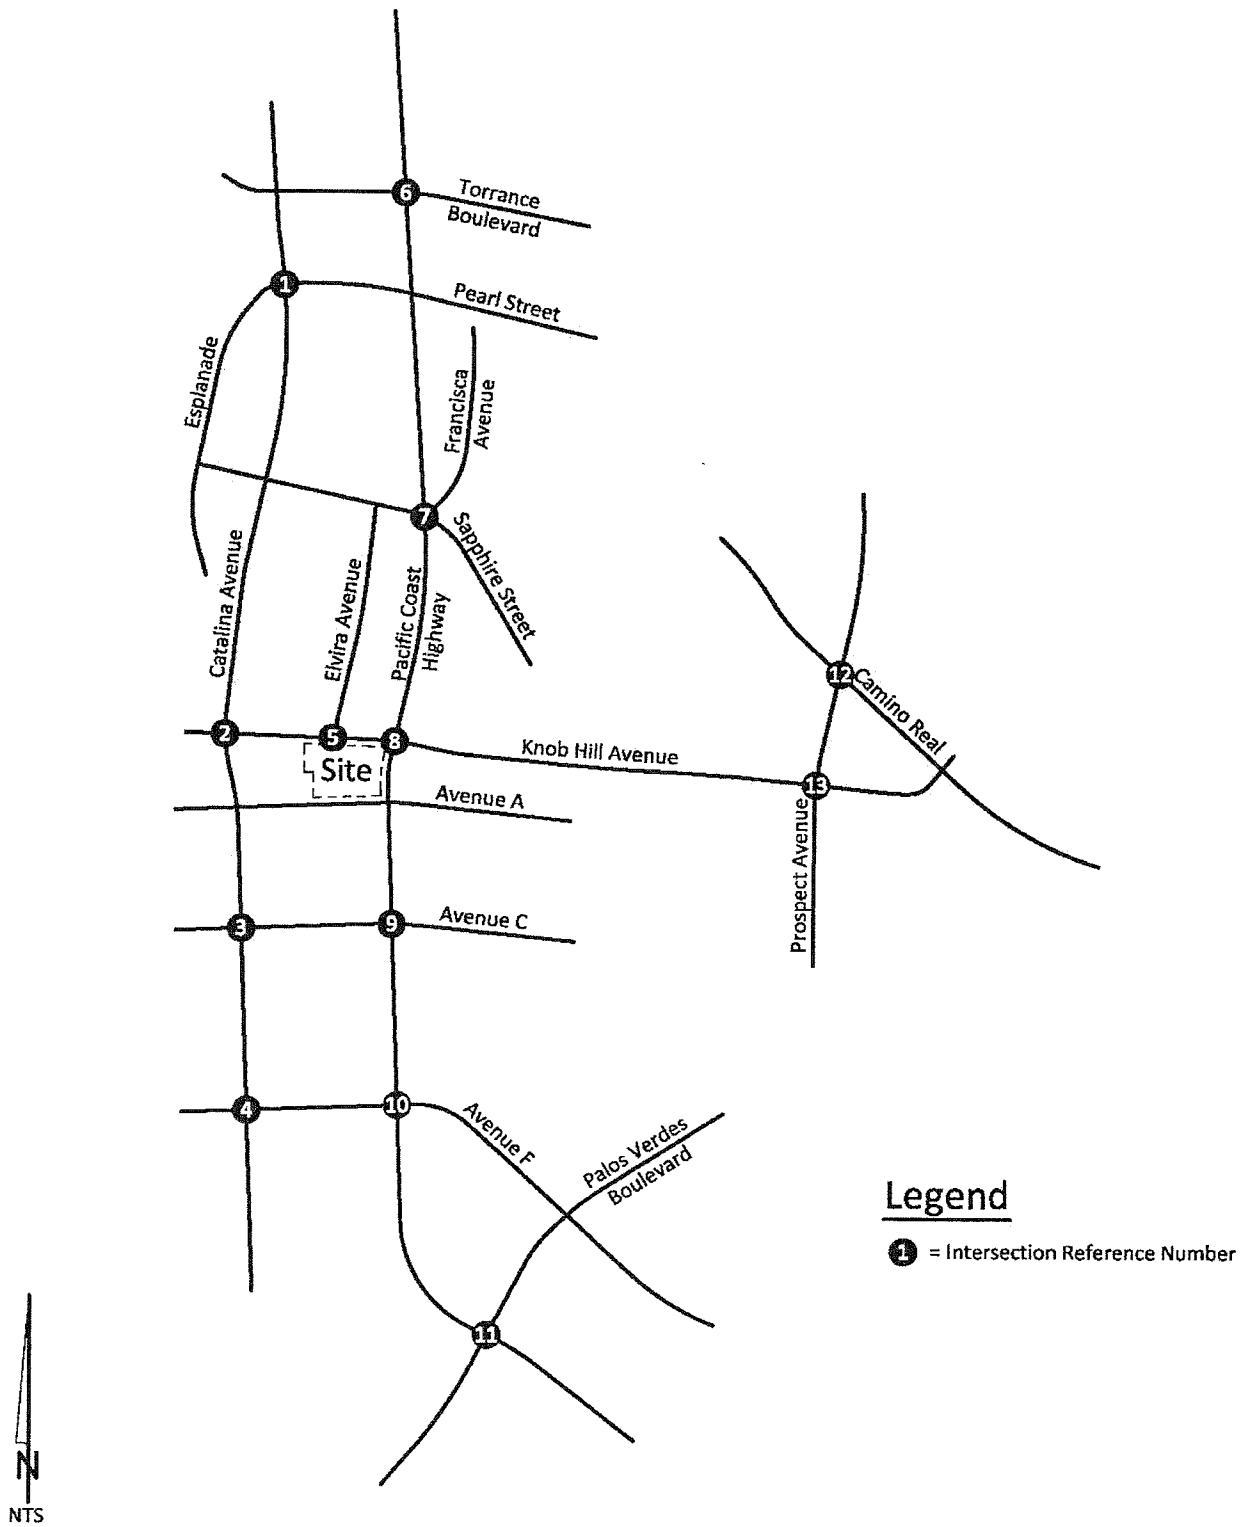 6
Torrance
Boulevard
1
Pearl Street
Esplanade
Francisca
Avenue
7
Sapphire Street
Catalina Avenue
Elvira Avenue
Pacific Coast
Highway
12
Camino Real
2
5
8
Knob Hill Avenue
Site
13
Avenue A
Prospect Avenue
3
9
Avenue C
4
10
Avenue F
Palos Verdes
Boulevard
11
Legend
1 = Intersection Reference Number
N
NTS